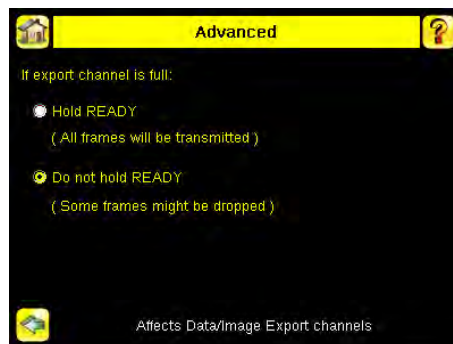 Advanced
?
If export channel is full:
Hold READY
( All frames will be transmitted )
Do not hold READY
( Some frames might be dropped )
Affects Data/Image Export channels